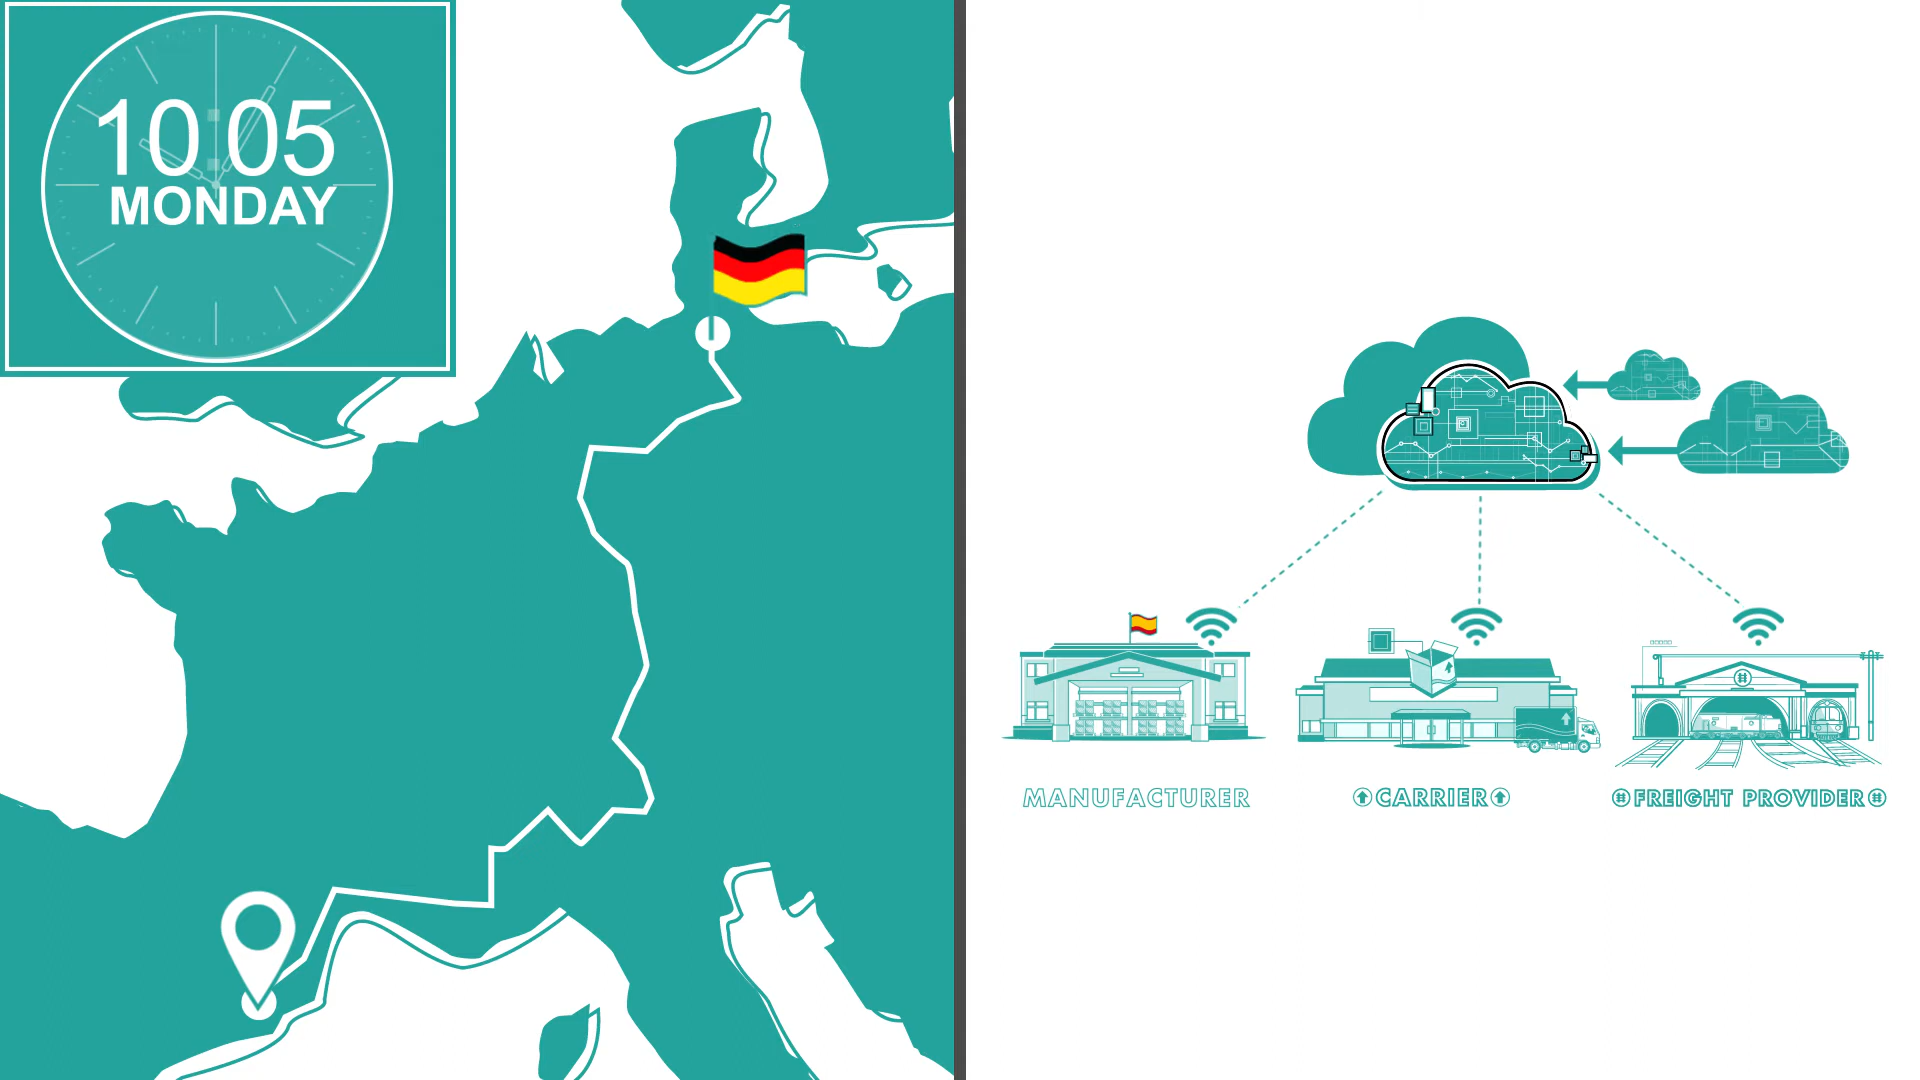 10:05
MONDAY
MANUFACTURER
CARRIER
FREIGHT PROVIDER